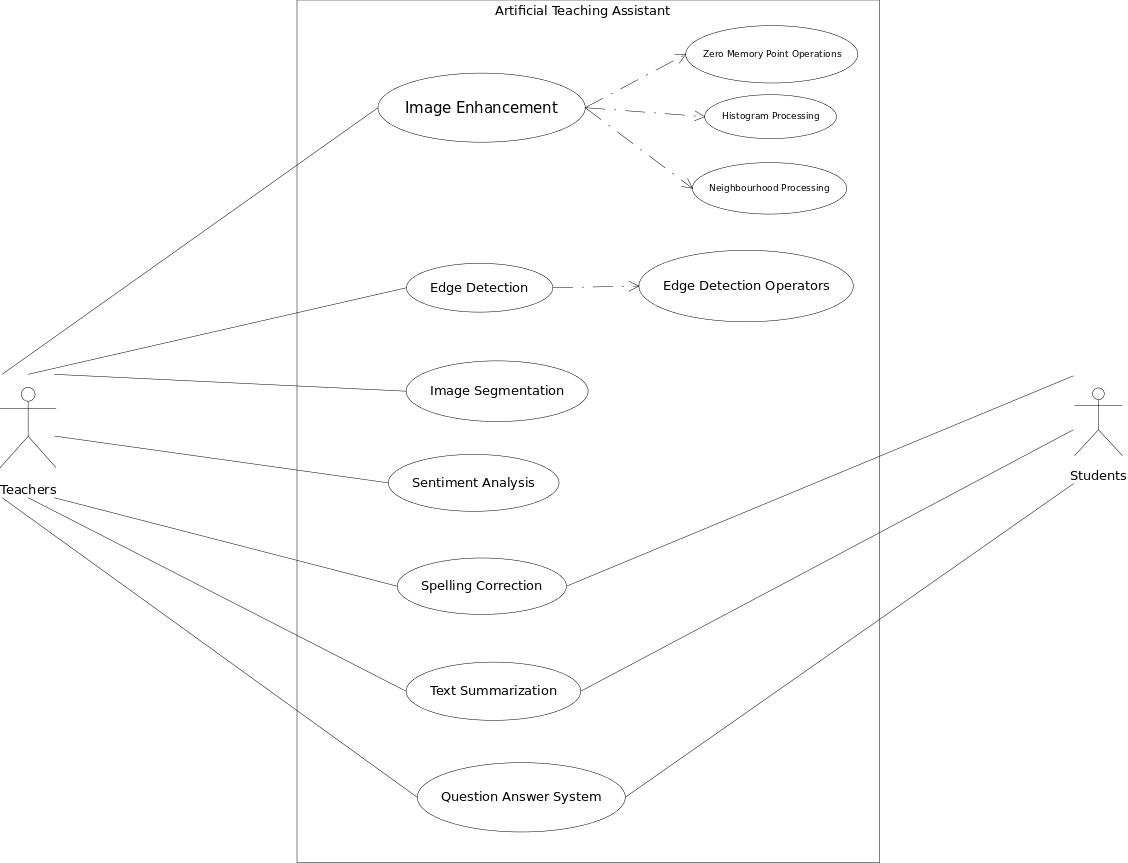 Artificial Teaching Assistant
Zero Memory Point Operations
Image Enhancement
Histogram Processing
Neighbourhood Processing
Edge Detection
Edge Detection Operators
Image Segmentation
Sentiment Analysis
Teachers
Students
Spelling Correction
Text Summarization
Question Answer System